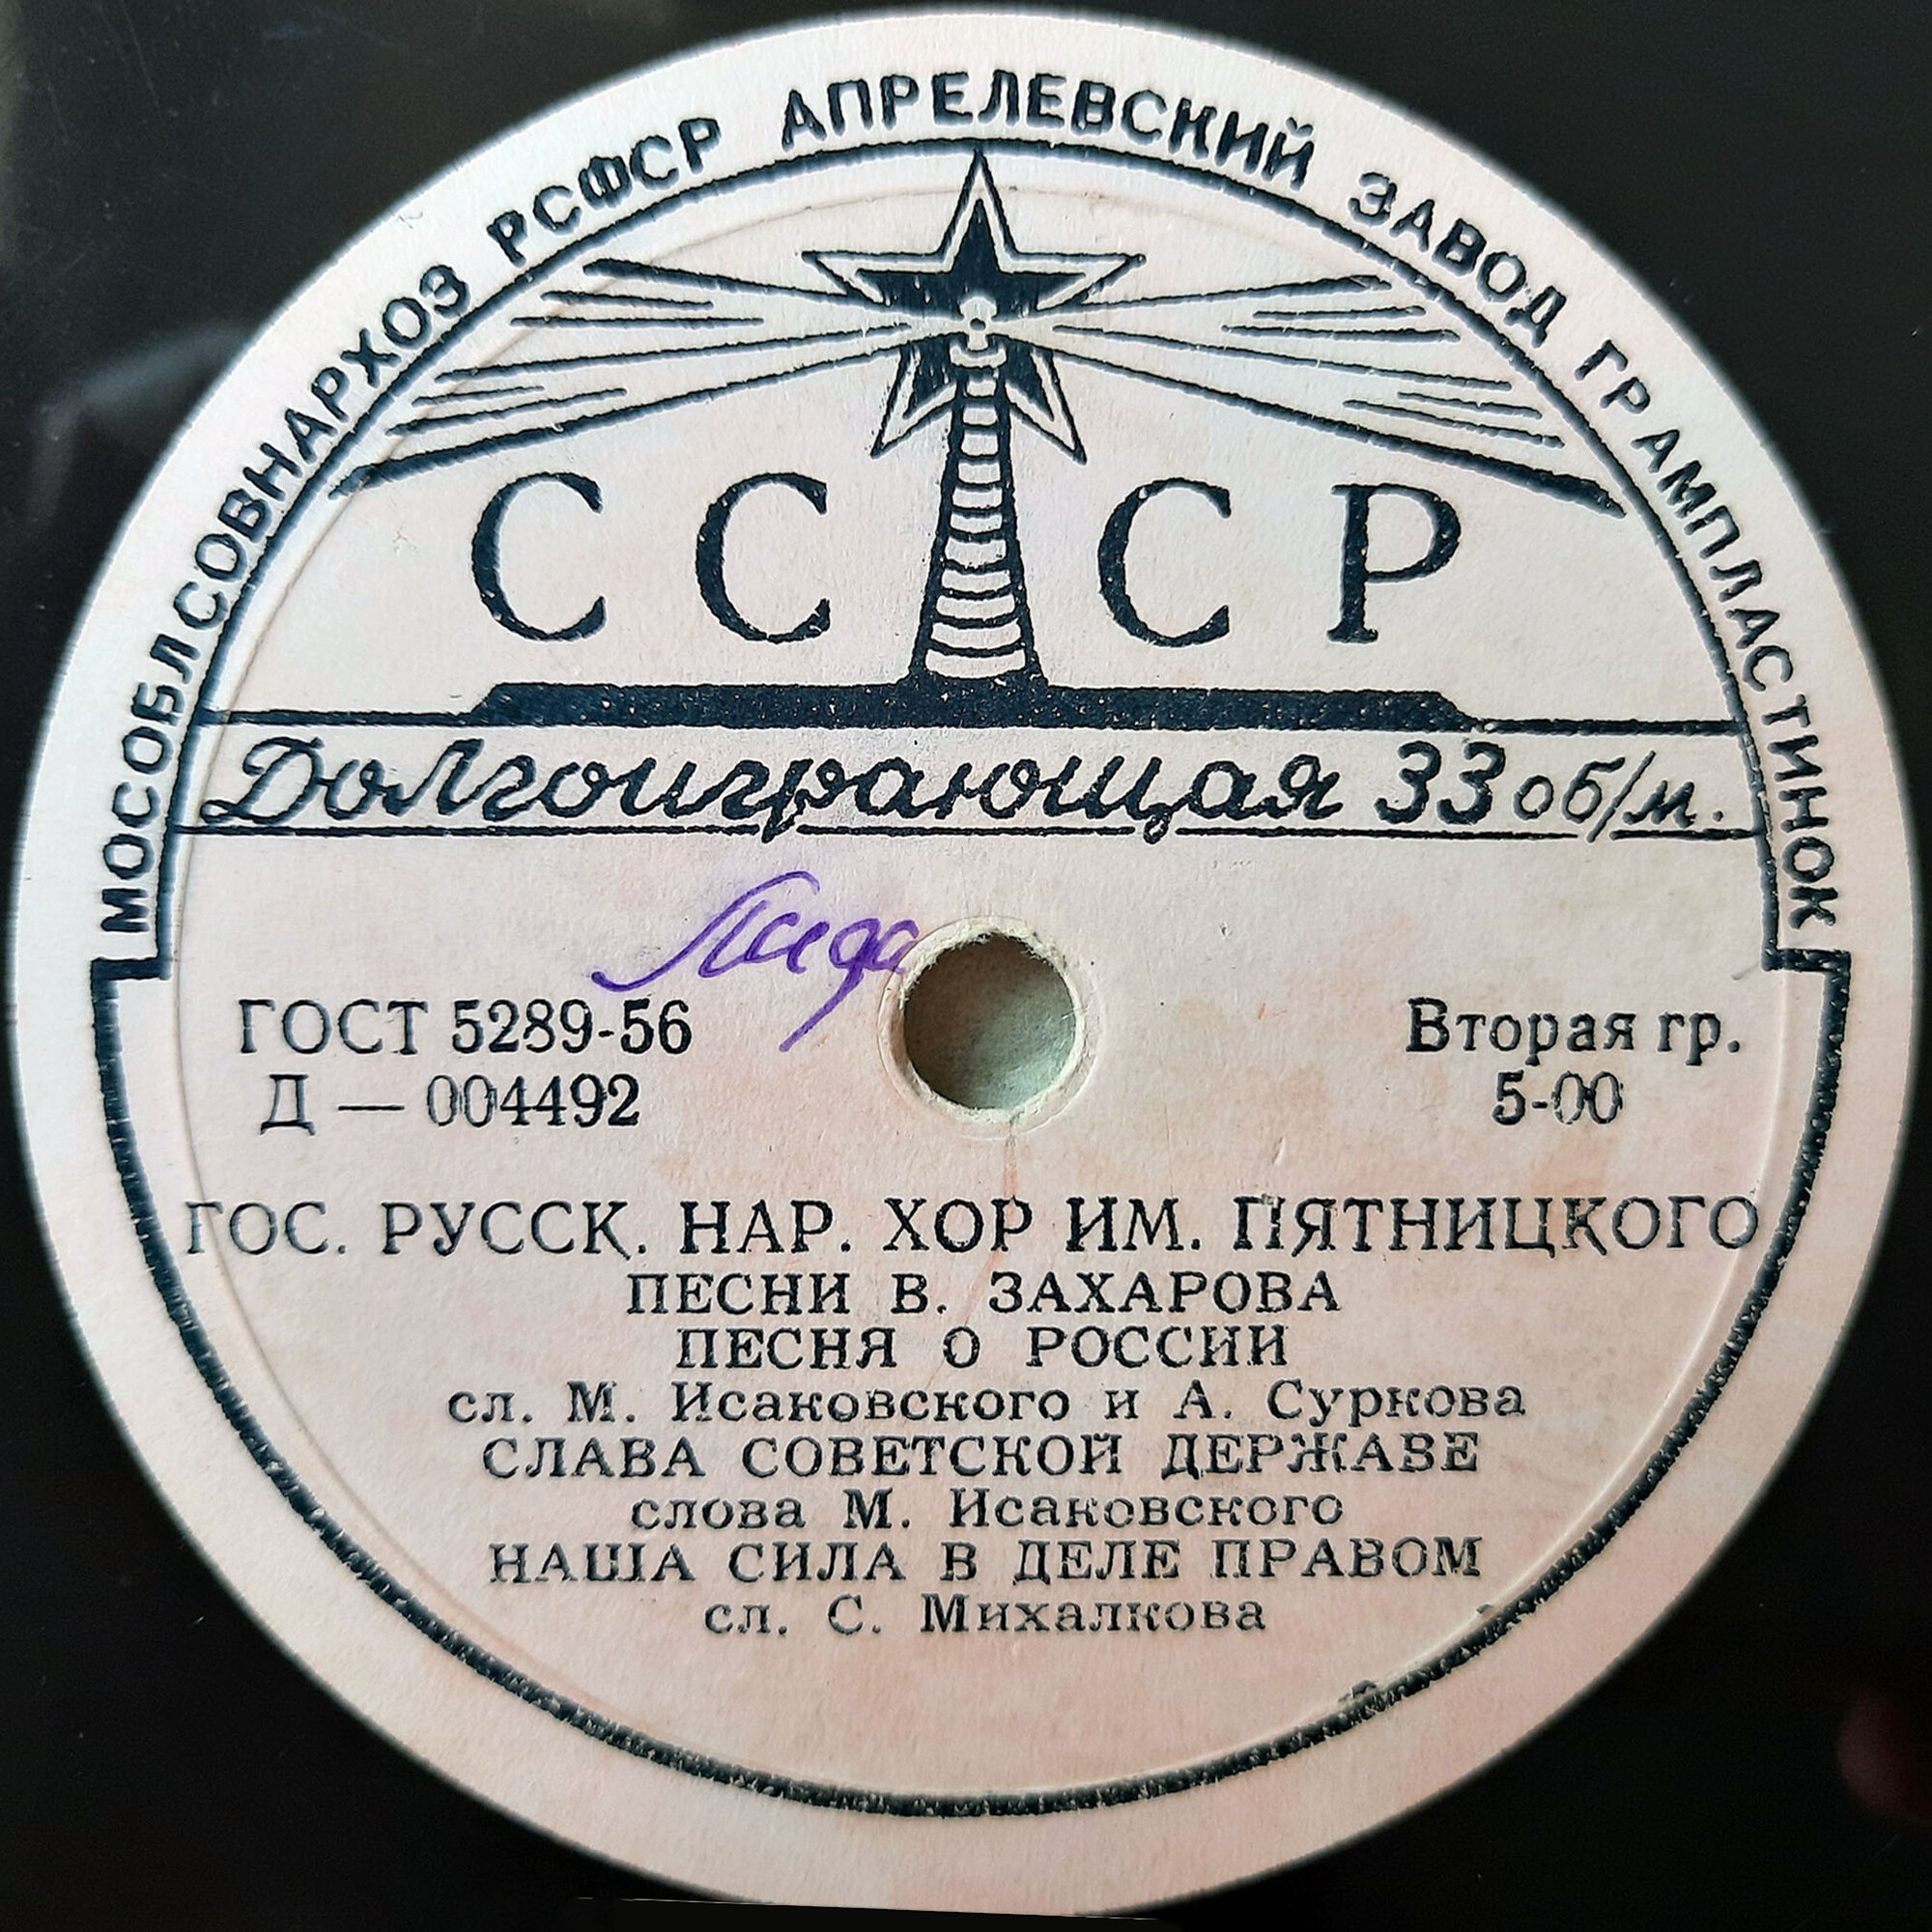 МОСОБЛСОВНАРХОЗ РСФСР АПРЕЛЕВСКИЙ ЗАВОД ГРАМПЛАСТИНОК
СССР
Долгоиграющая 33 об/м.
Лида
ГОСТ 5289-56
Д — 004492
Вторая гр.
5-00
ГОС. РУССК. НАР. ХОР ИМ. ПЯТНИЦКОГО
ПЕСНИ В. ЗАХАРОВА
ПЕСНЯ О РОССИИ
сл. М. Исаковского и А. Суркова
СЛАВА СОВЕТСКОЙ ДЕРЖАВЕ
слова М. Исаковского
НАША СИЛА В ДЕЛЕ ПРАВОМ
сл. С. Михалкова